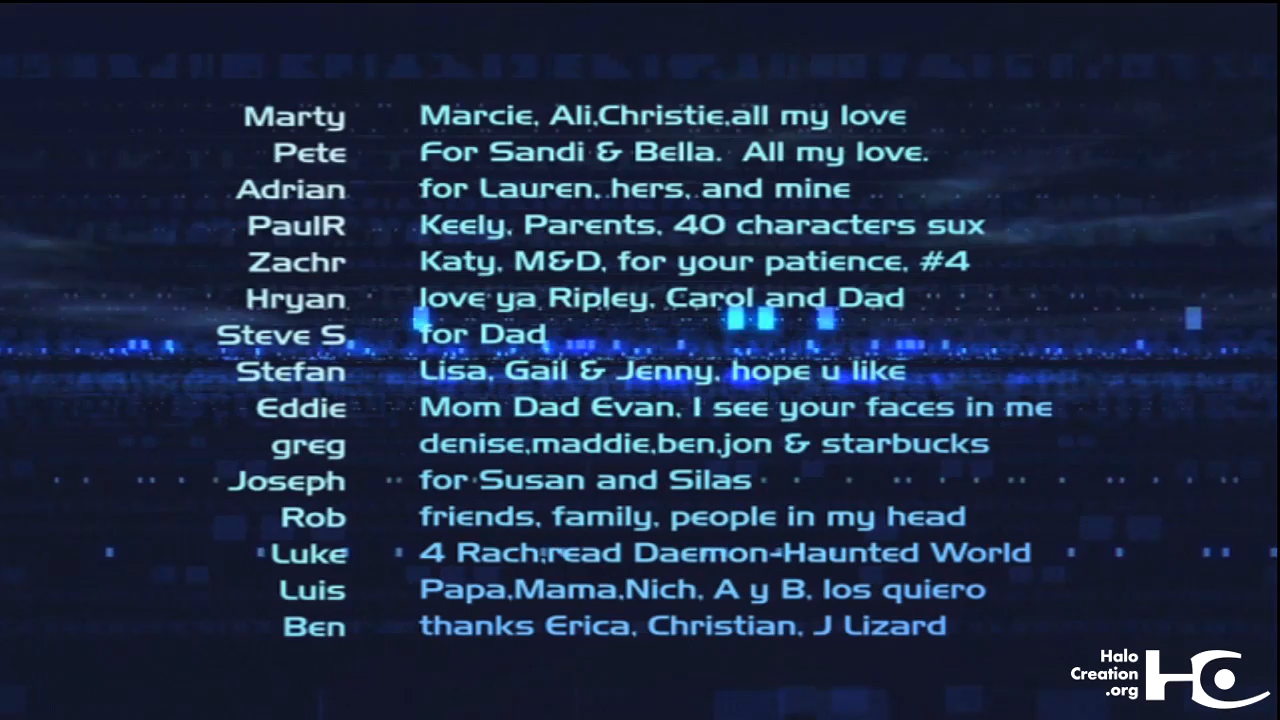 Marty Marcie, Ali,Christie,all my love
Pete For Sandi & Bella. All my love.
Adrian for Lauren, hers, and mine
PaulR Keely, Parents, 40 characters sux
Zachr Katy, M&D, for your patience, #4
Hryan love ya Ripley, Carol and Dad
Steve S for Dad
Stefan Lisa, Gail & Jenny, hope u like
Eddie Mom Dad Evan, I see your faces in me
greg denise,maddie,ben,jon & starbucks
Joseph for Susan and Silas
Rob friends, family, people in my head
Luke 4 Rach;read Daemon-Haunted World
Luis Papa,Mama,Nich, A y B, los quiero
Ben thanks Erica, Christian, J Lizard
Halo
Creation
.org
HC